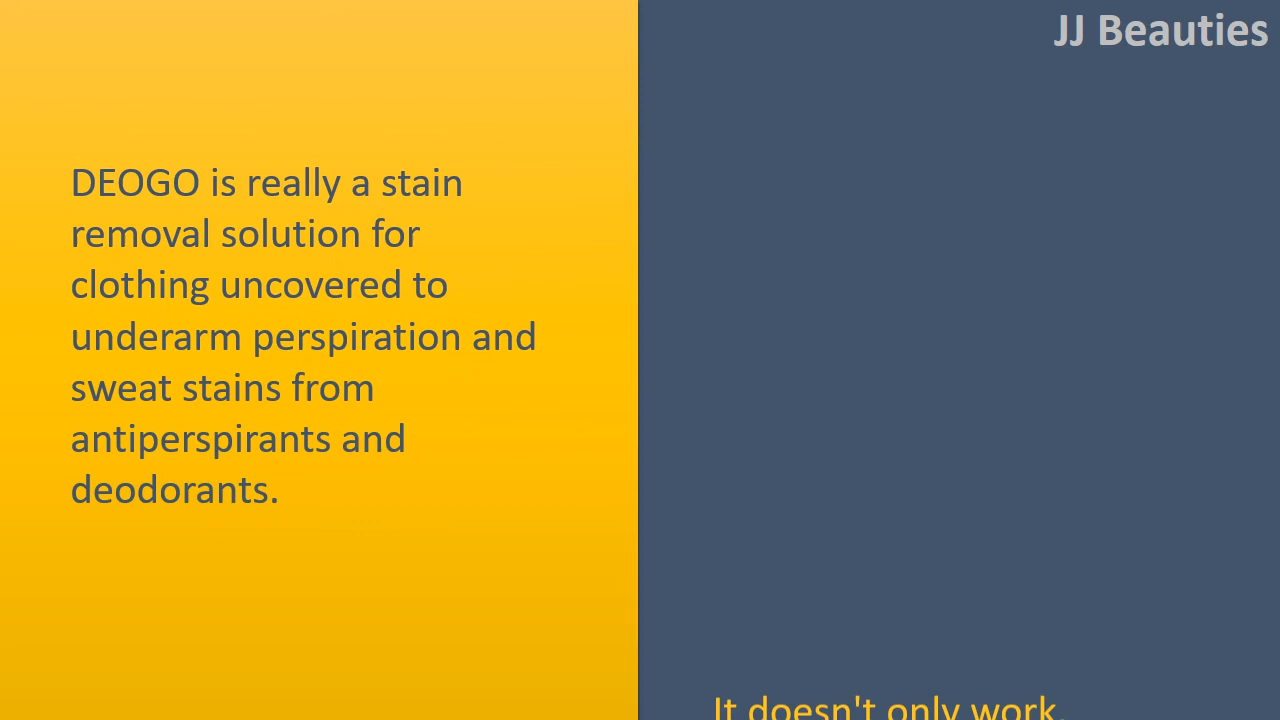 JJ Beauties
DEOGO is really a stain
removal solution for
clothing uncovered to
underarm perspiration and
sweat stains from
antiperspirants and
deodorants.
It doesn't only work,